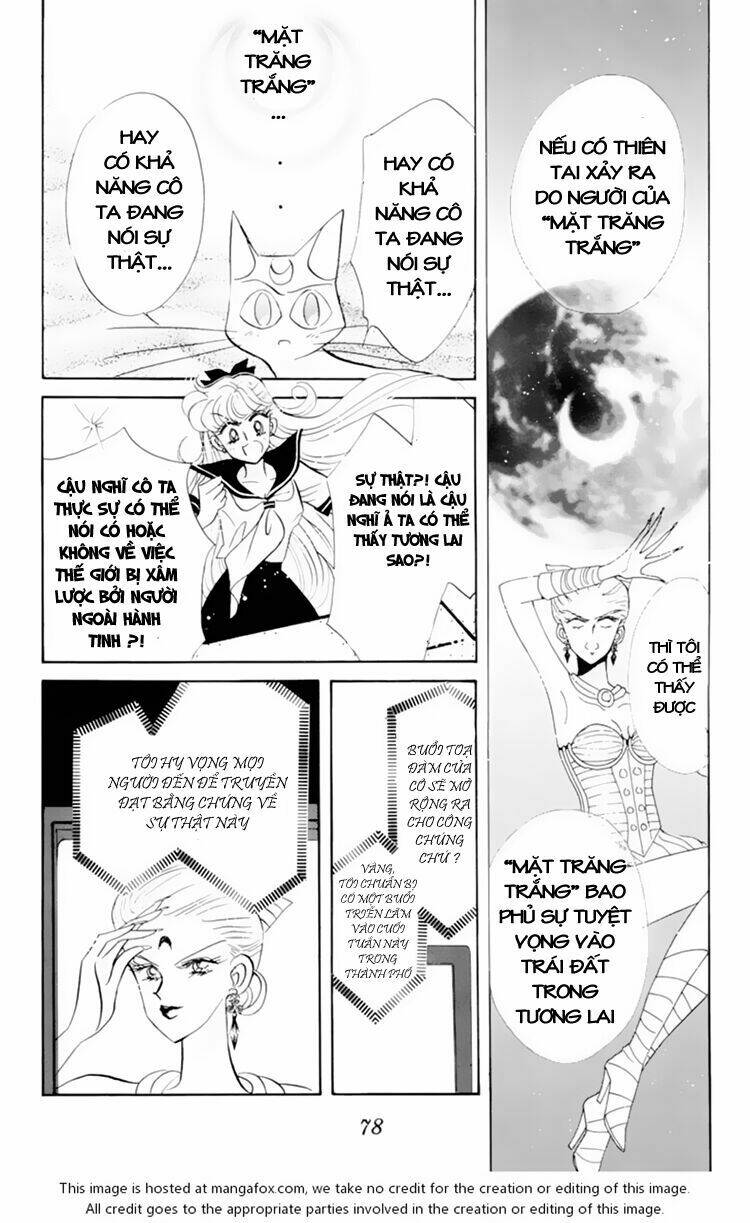 NẾU CÓ THIÊN
TAI XẢY RA
DO NGƯỜI CỦA
“MẶT TRĂNG
TRẮNG”
THÌ TÔI
CÓ THỂ
THẤY
ĐƯỢC
“MẶT TRĂNG
TRẮNG” BAO
PHỦ SỰ TUYỆT
VỌNG VÀO
TRÁI ĐẤT
TRONG
TƯƠNG LAI
“MẶT
TRĂNG
TRẮNG”
...
HAY CÓ
KHẢ
NĂNG CÔ
TA ĐANG
NÓI SỰ
THẬT...
HAY
CÓ KHẢ
NĂNG CÔ
TA ĐANG
NÓI SỰ
THẬT...
SỰ THẬT?! CẬU
ĐANG NÓI LÀ CẬU
NGHĨ Ả TA CÓ THỂ
THẤY TƯƠNG LAI
SAO?!
CẬU NGHĨ CÔ TA
THỰC SỰ CÓ THỂ
NÓI CÓ HOẶC
KHÔNG VỀ VIỆC
THẾ GIỚI BỊ XÂM
LƯỢC BỞI NGƯỜI
NGOÀI HÀNH
TINH ?!
BUỔI TOẠ
ĐÀM CỦA
CÔ SẼ MỞ
RỘNG RA
CHO CÔNG
CHÚNG
CHỨ ?
VÂNG,
TÔI CHUẨN BỊ
CÓ MỘT BUỔI
TRIỂN LÃM
VÀO CUỐI
TUẦN NÀY
TRONG
THÀNH PHỐ
TÔI HY VỌNG MỌI
NGƯỜI ĐẾN ĐỂ TRUYỀN
ĐẠT BẰNG CHỨNG VỀ
SỰ THẬT NÀY
78
This image is hosted at mangafox.com, we take no credit for the creation or editing of this image.
All credit goes to the appropriate parties involved in the creation or editing of this image.